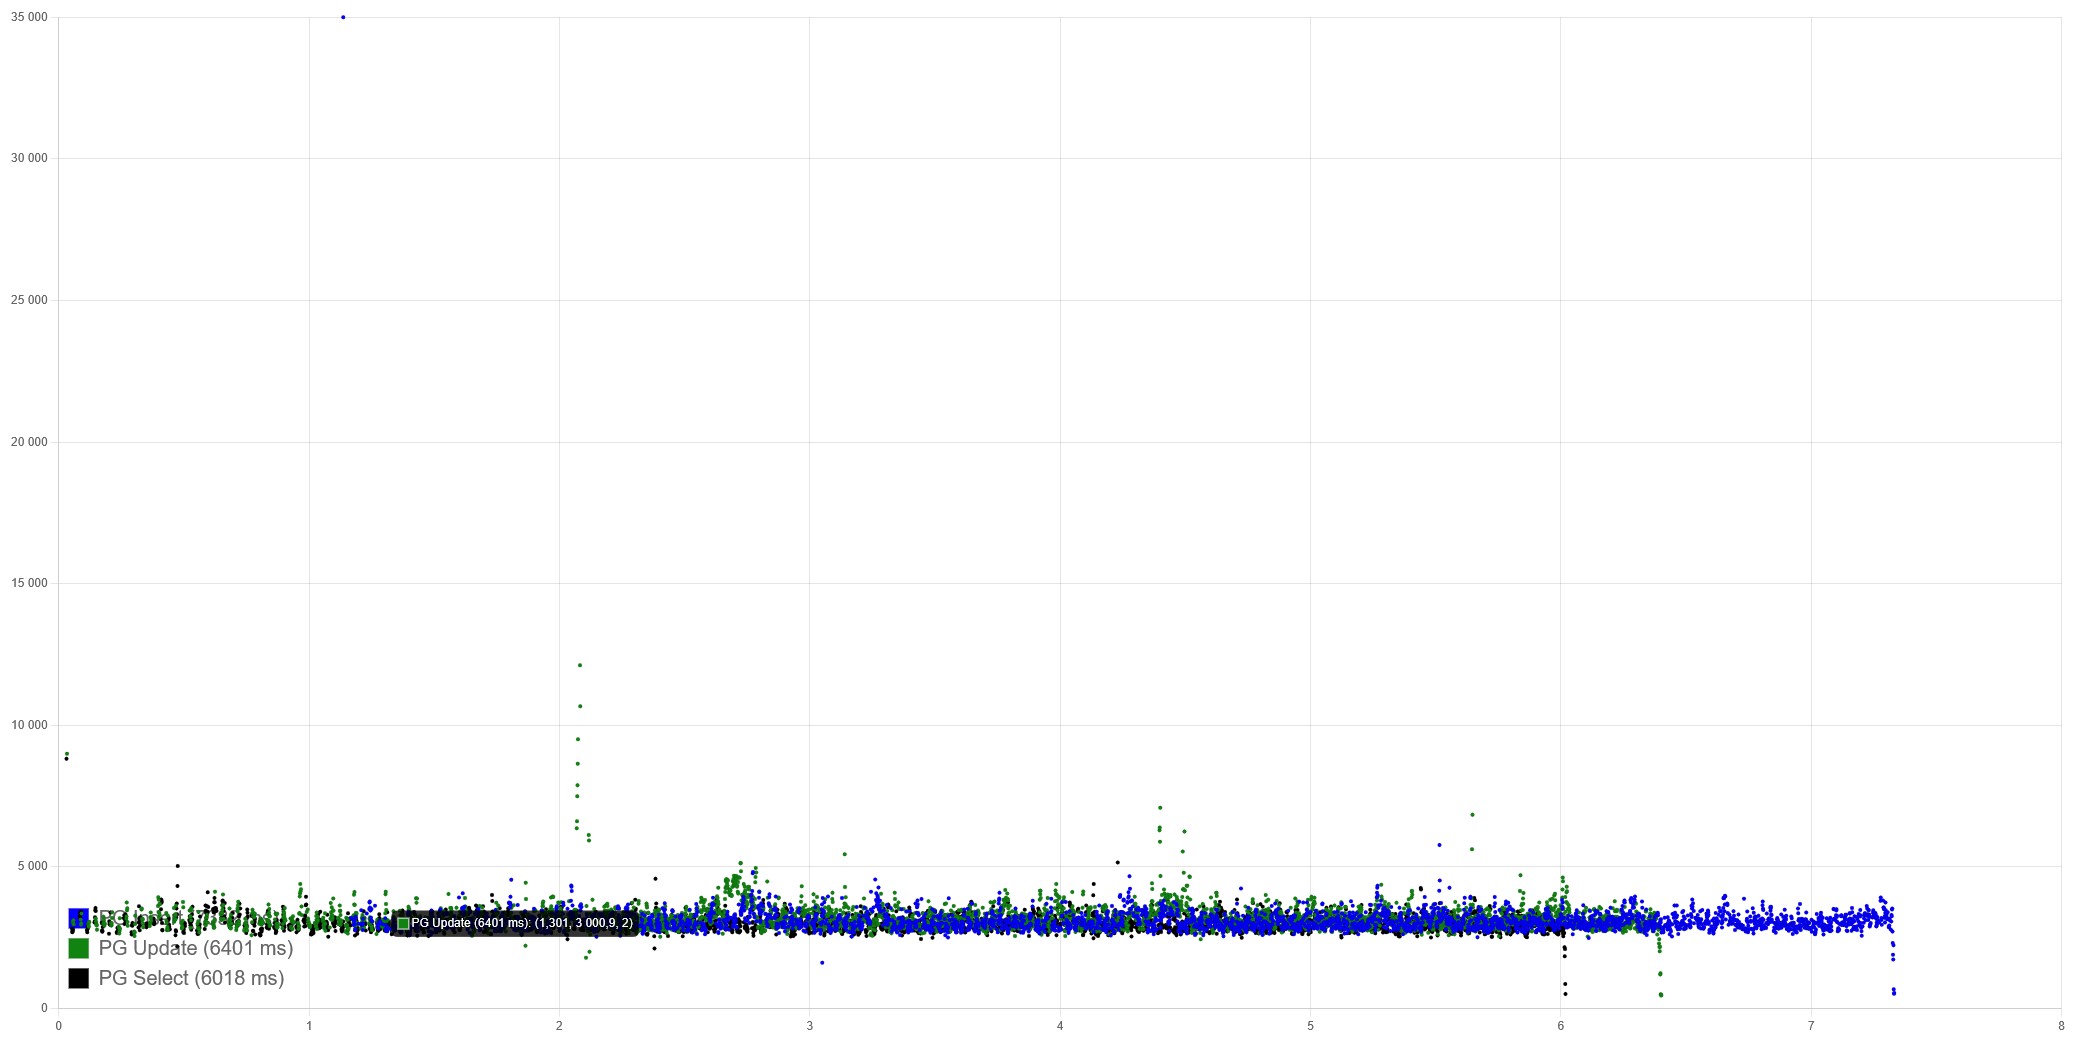 35 000
30 000
25 000
20 000
15 000
10 000
5 000
0
PG
PG Update (6401 ms): (1,301, 3 000,9, 2)
PG Update (6401 ms)
PG Select (6018 ms)
0 1 2 3 4 5 6 7 8